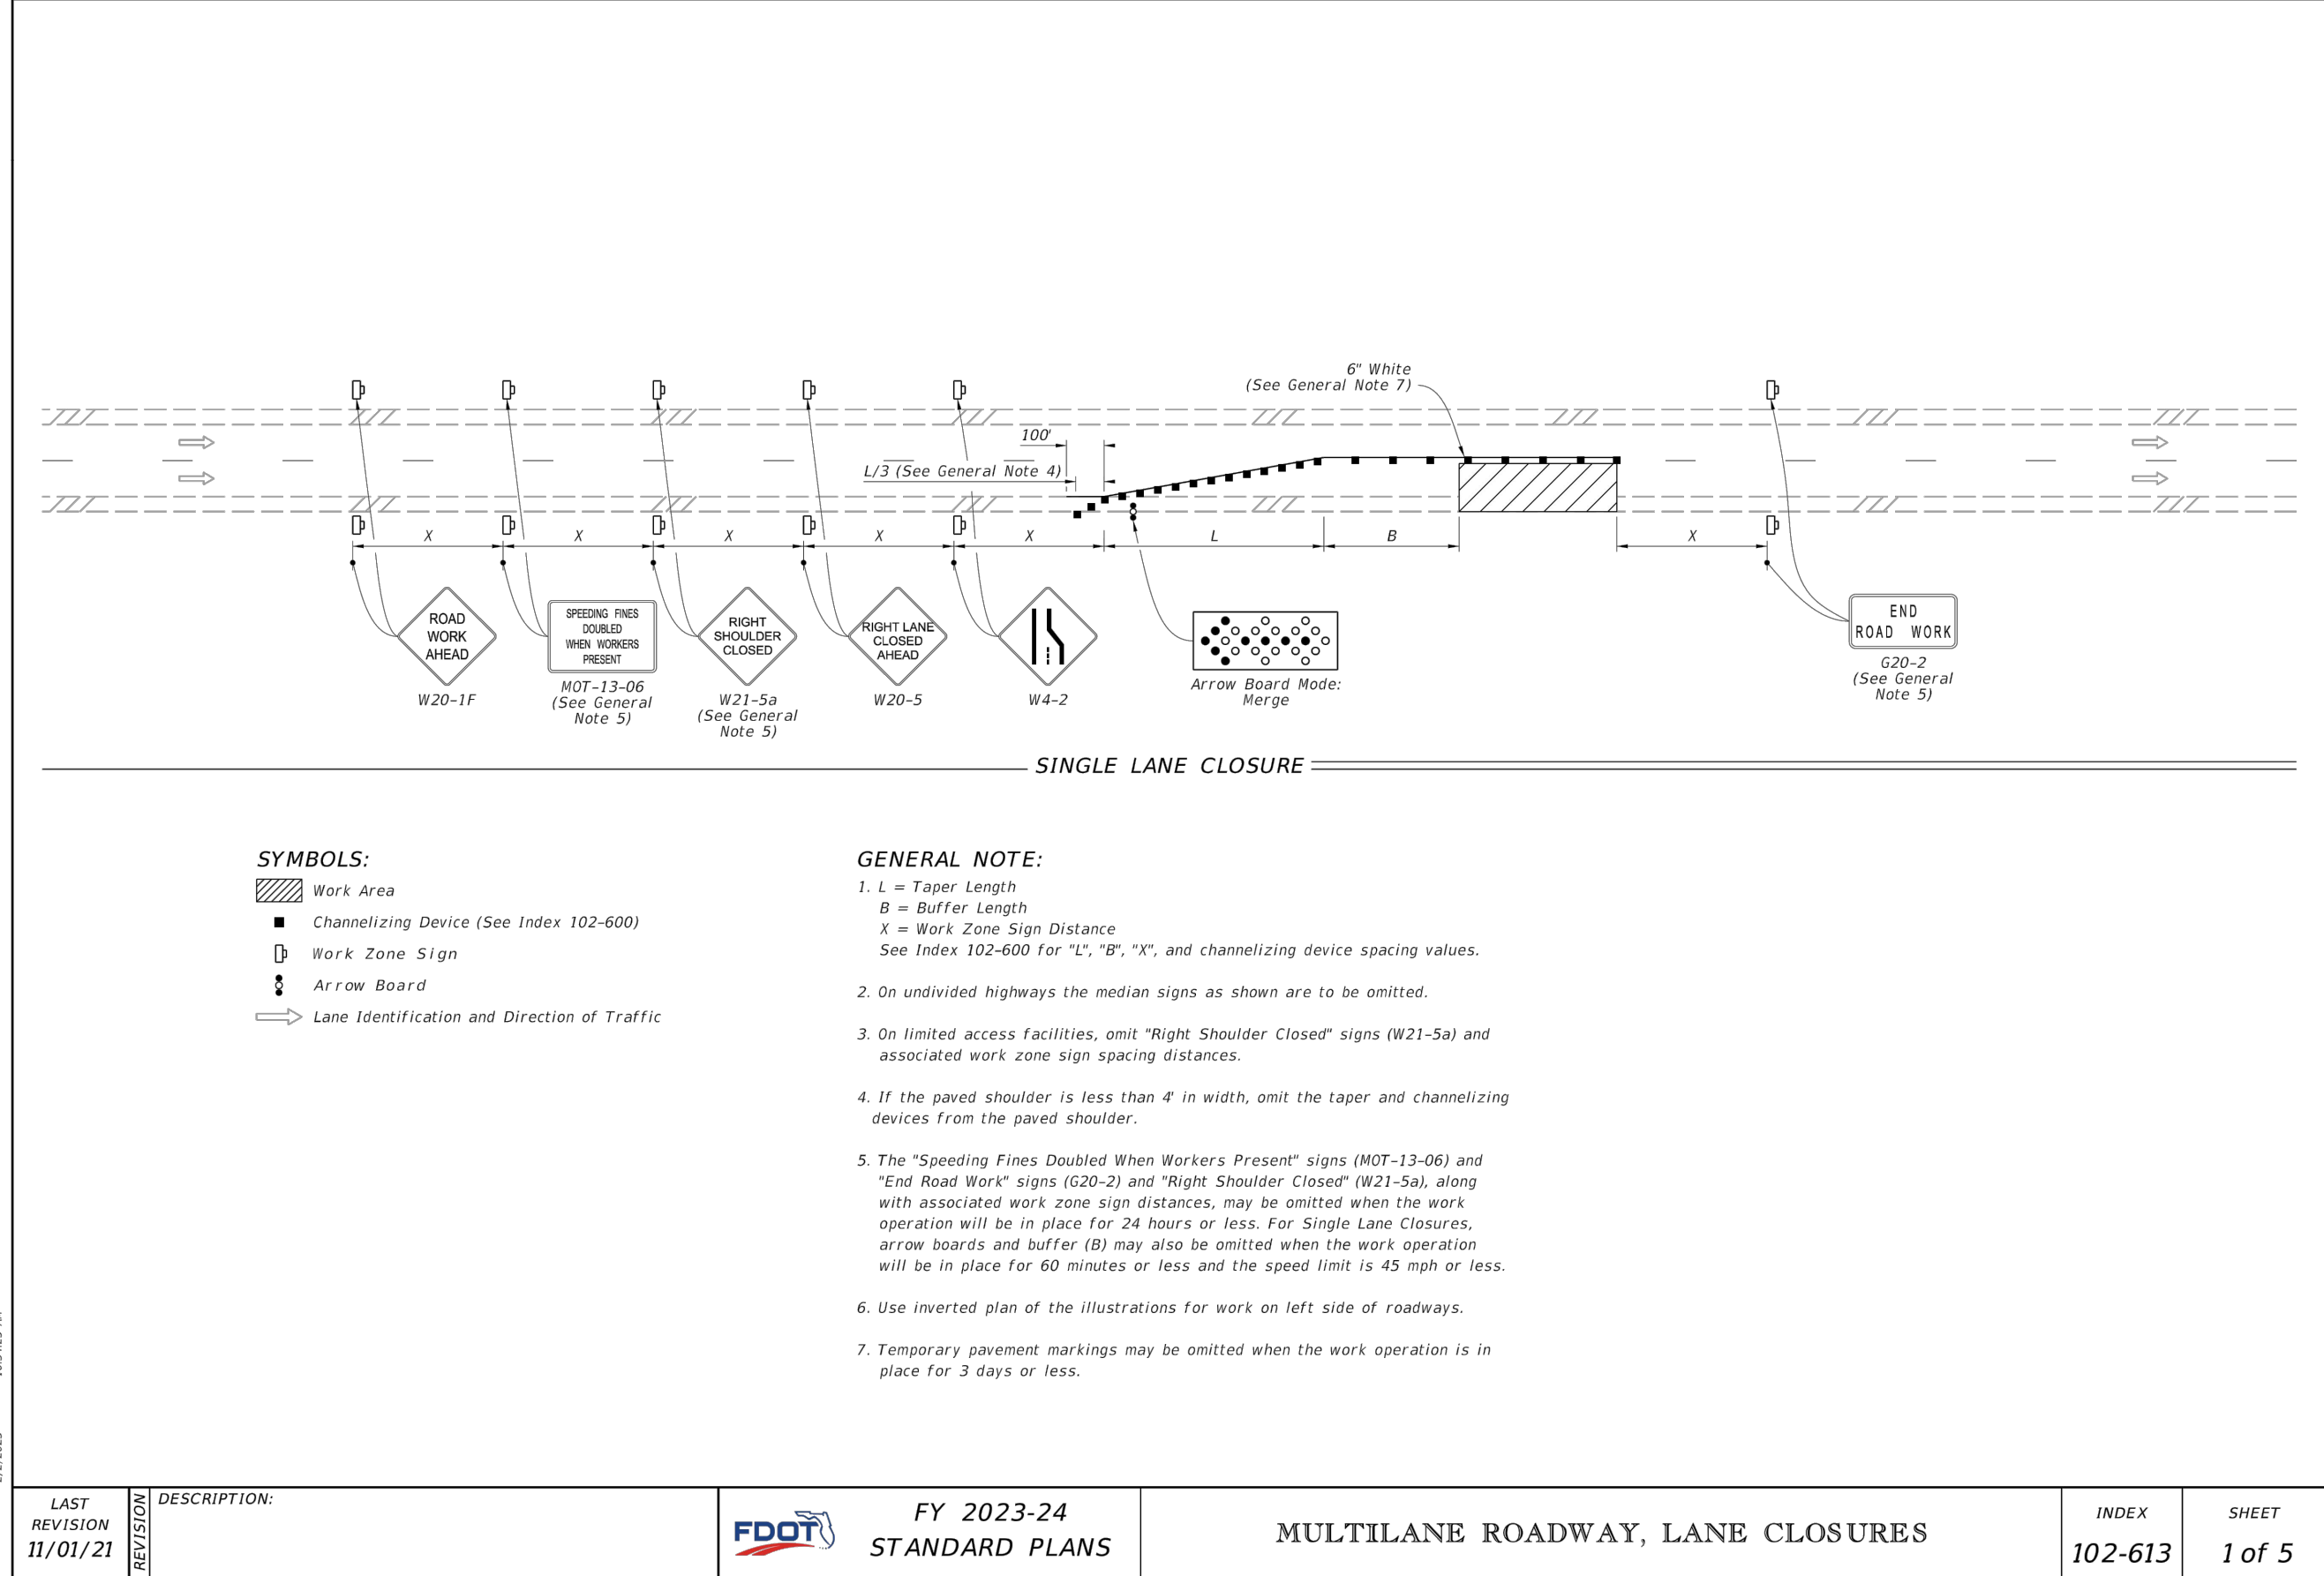 6" White
(See General Note 7)
100'
L/3 (See General Note 4)
X
X
X
X
X
L
B
X
ROAD
WORK
AHEAD
W20-1F
SPEEDING FINES
DOUBLED
WHEN WORKERS
PRESENT
MOT-13-06
(See General
Note 5)
RIGHT
SHOULDER
CLOSED
W21-5a
(See General
Note 5)
RIGHT LANE
CLOSED
AHEAD
W20-5
W4-2
Arrow Board Mode:
Merge
END
ROAD WORK
G20-2
(See General
Note 5)
SINGLE LANE CLOSURE
SYMBOLS:
Work Area
Channelizing Device (See Index 102-600)
Work Zone Sign
Arrow Board
Lane Identification and Direction of Traffic
GENERAL NOTE:
1. L = Taper Length
B = Buffer Length
X = Work Zone Sign Distance
See Index 102-600 for "L", "B", "X", and channelizing device spacing values.
2. On undivided highways the median signs as shown are to be omitted.
3. On limited access facilities, omit "Right Shoulder Closed" signs (W21-5a) and
associated work zone sign spacing distances.
4. If the paved shoulder is less than 4' in width, omit the taper and channelizing
devices from the paved shoulder.
5. The "Speeding Fines Doubled When Workers Present" signs (MOT-13-06) and
"End Road Work" signs (G20-2) and "Right Shoulder Closed" (W21-5a), along
with associated work zone sign distances, may be omitted when the work
operation will be in place for 24 hours or less. For Single Lane Closures,
arrow boards and buffer (B) may also be omitted when the work operation
will be in place for 60 minutes or less and the speed limit is 45 mph or less.
6. Use inverted plan of the illustrations for work on left side of roadways.
7. Temporary pavement markings may be omitted when the work operation is in
place for 3 days or less.
LAST
REVISION
11/01/21
REVISION
DESCRIPTION:
FDOT
FY 2023-24
STANDARD PLANS
MULTILANE ROADWAY, LANE CLOSURES
INDEX
102-613
SHEET
1 of 5